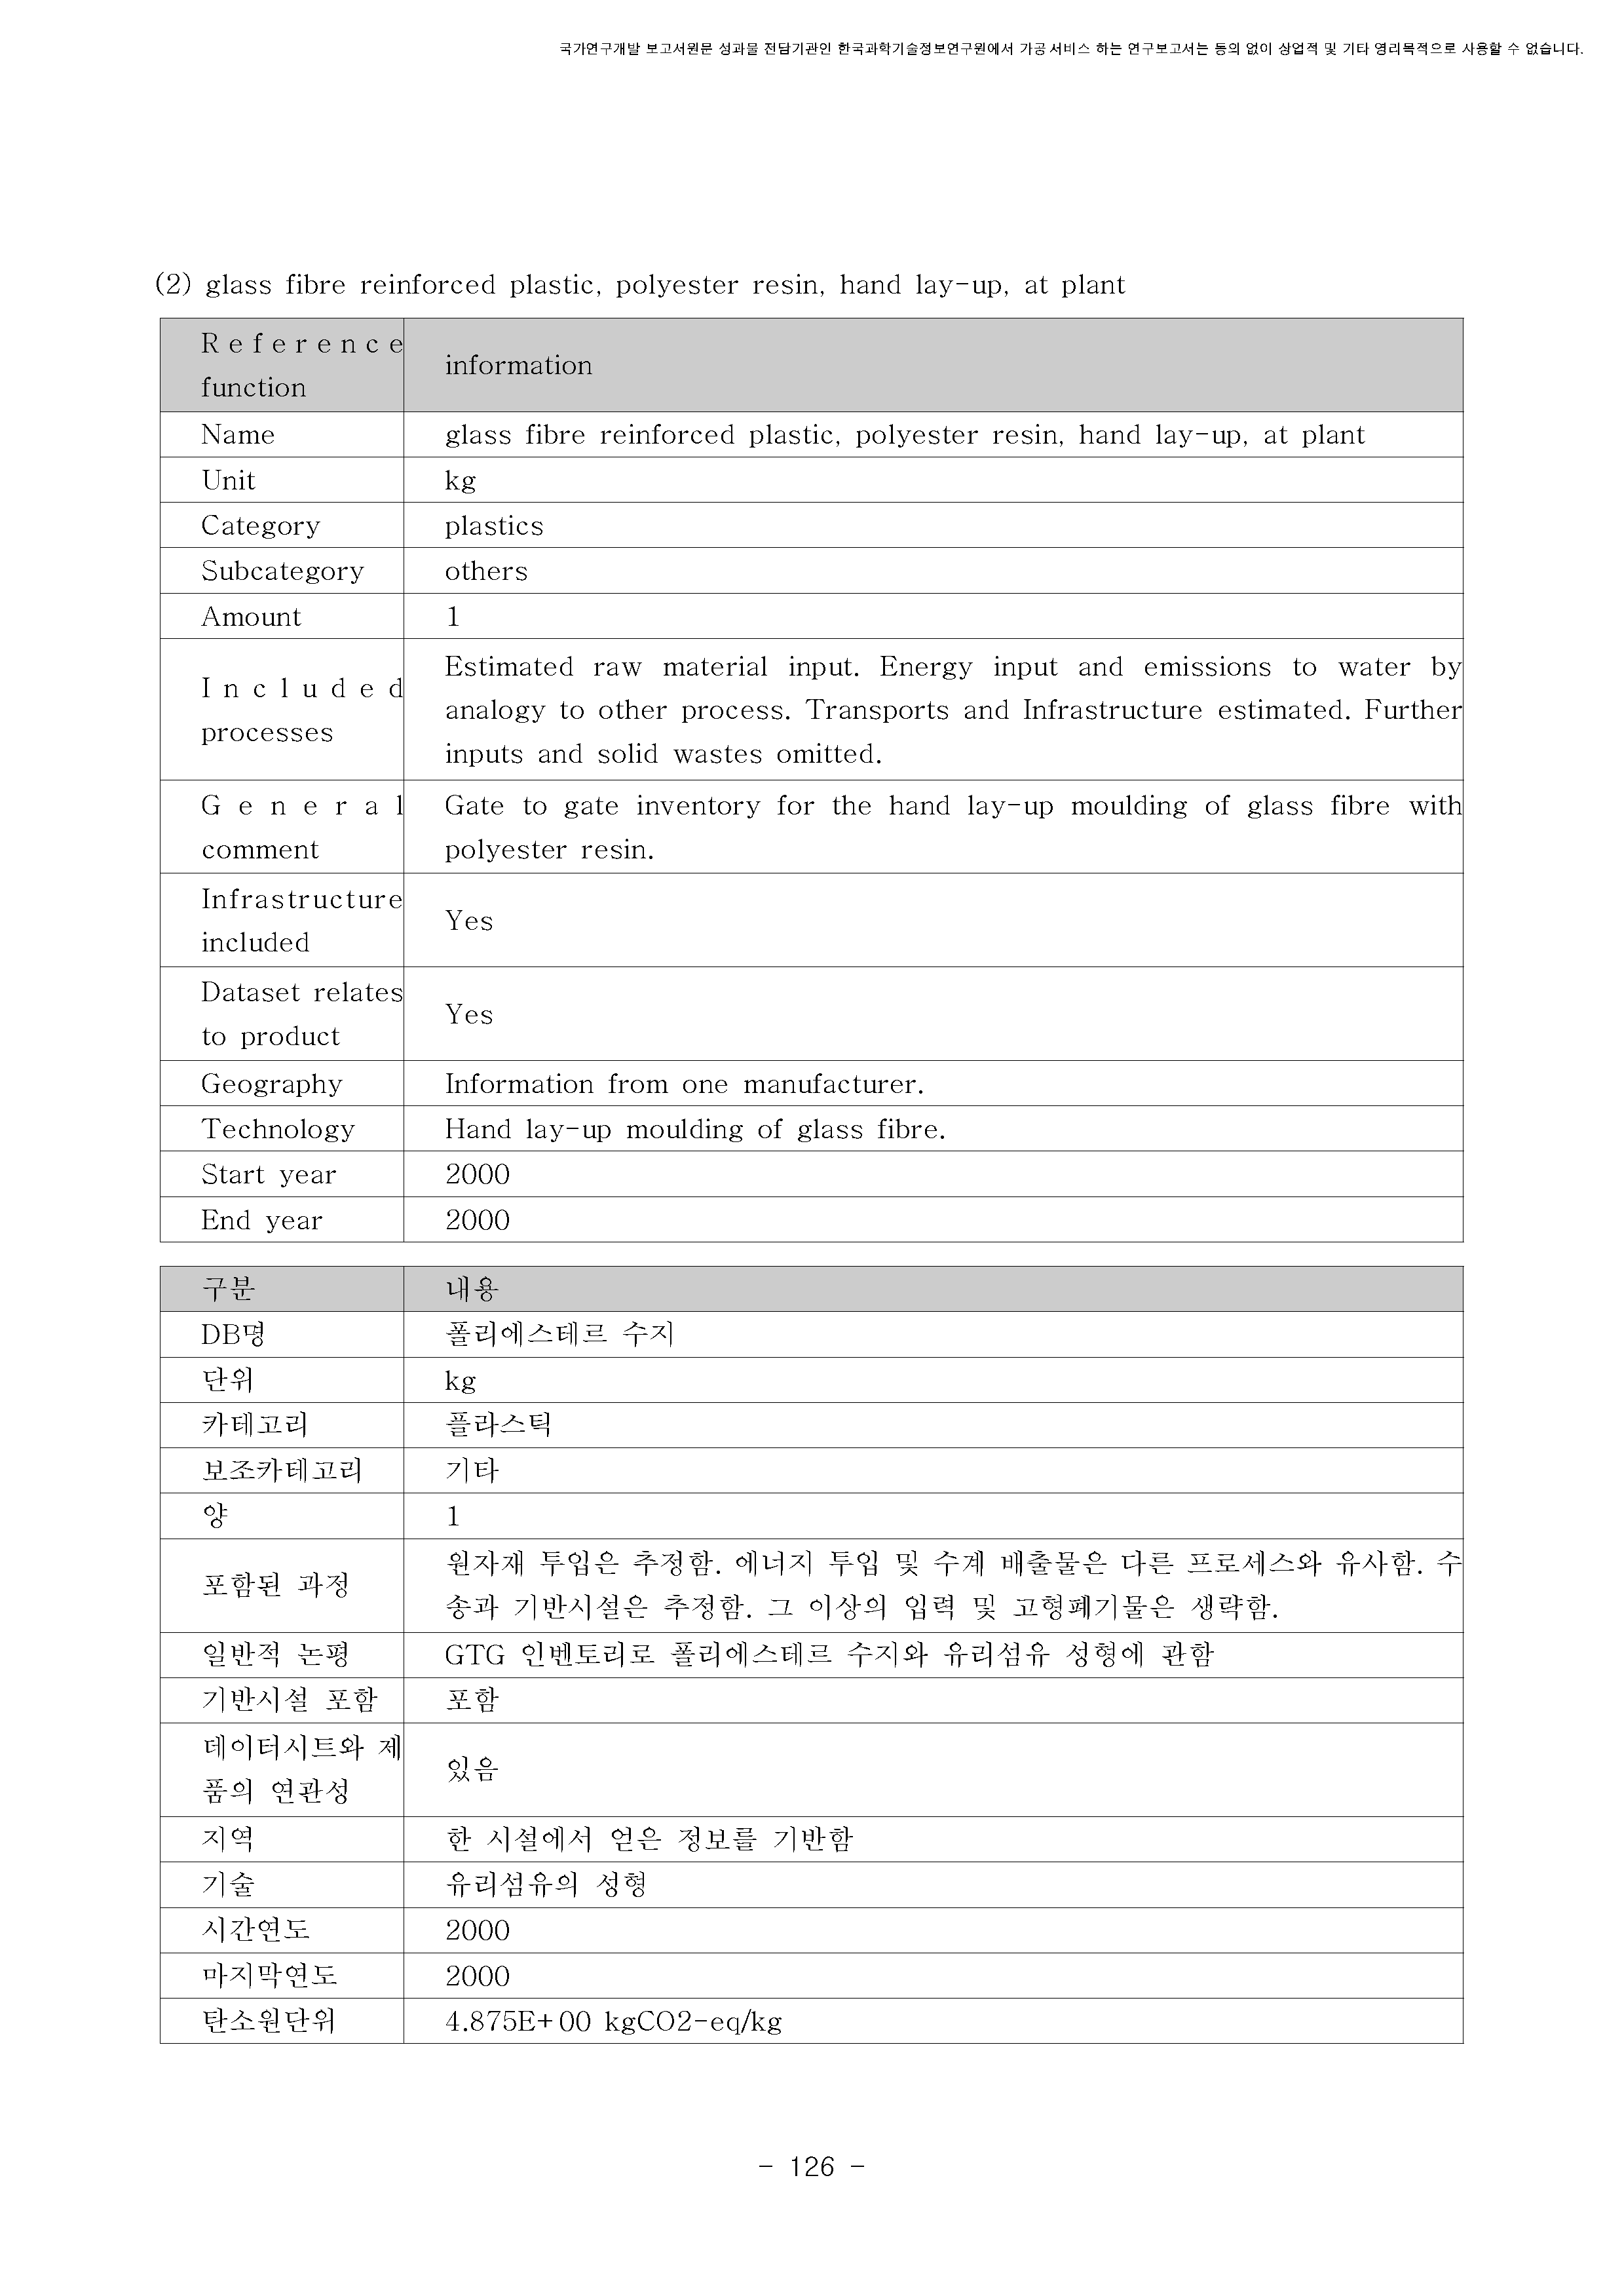 국가연구개발 보고서원문 성과물 전담기관인 한국과학기술정보연구원에서 가공·서비스 하는 연구보고서는 동의 없이 상업적 및 기타 영리목적으로 사용할 수 없습니다.
(2) glass fibre reinforced plastic, polyester resin, hand lay-up, at plant
Reference
function
information
Name
glass fibre reinforced plastic, polyester resin, hand lay-up, at plant
Unit
kg
Category
plastics
Subcategory
others
Amount
1
Included
processes
Estimated raw material input. Energy input and emissions to water by
analogy to other process. Transports and Infrastructure estimated. Further
inputs and solid wastes omitted.
General
comment
Gate to gate inventory for the hand lay-up moulding of glass fibre with
polyester resin.
Infrastructure
included
Yes
Dataset relates
to product
Yes
Geography
Information from one manufacturer.
Technology
Hand lay-up moulding of glass fibre.
Start year
2000
End year
2000
구분
내용
DB명
폴리에스테르 수지
단위
kg
카테고리
플라스틱
보조카테고리
기타
양
1
포함된 과정
원자재 투입은 추정함. 에너지 투입 및 수계 배출물은 다른 프로세스와 유사함. 수
송과 기반시설은 추정함. 그 이상의 입력 및 고형폐기물은 생략함.
일반적 논평
GTG 인벤토리로 폴리에스테르 수지와 유리섬유 성형에 관함
기반시설 포함
포함
데이터시트와 제
품의 연관성
있음
지역
한 시설에서 얻은 정보를 기반함
기술
유리섬유의 성형
시간연도
2000
마지막연도
2000
탄소원단위
4.875E+00 kgCO2-eq/kg
- 126 -